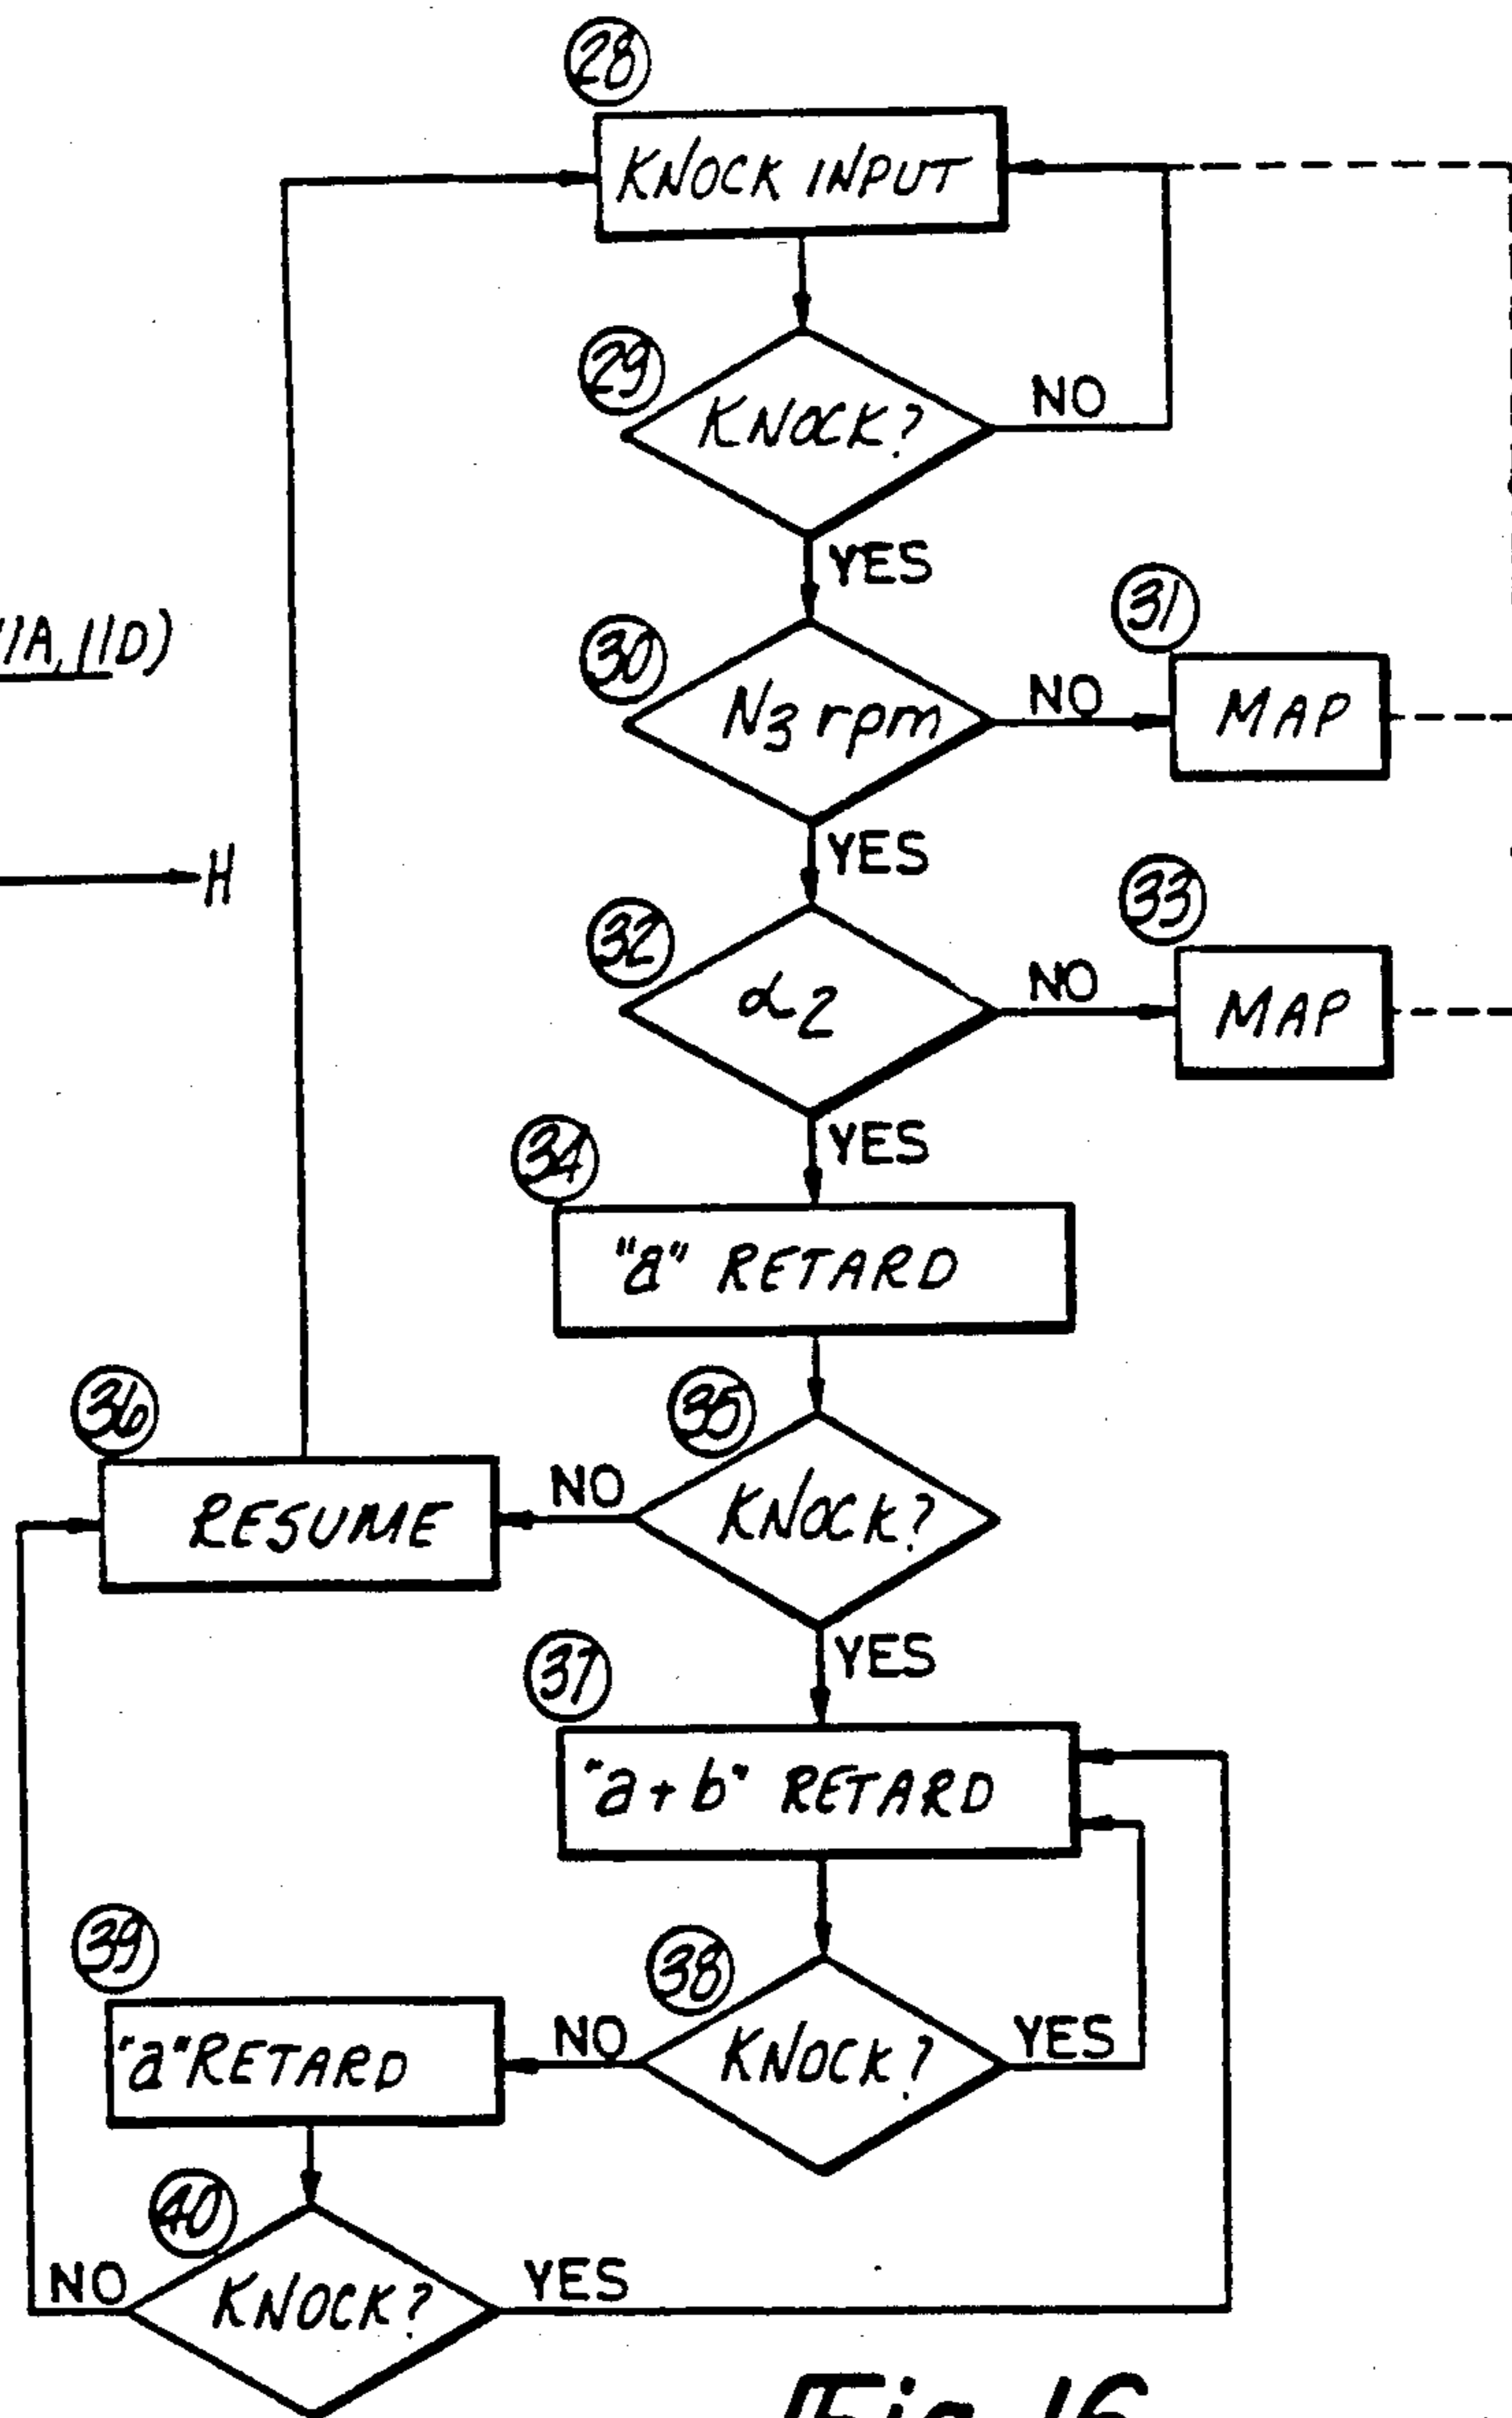 28
KNOCK INPUT
29
KNOCK?
NO
YES
11A, 11D)
30
N3 rpm
NO
31
MAP
YES
H
32
α2
NO
33
MAP
YES
34
"a" RETARD
35
KNOCK?
NO
36
RESUME
YES
37
"a+b" RETARD
38
KNOCK?
NO
YES
39
"a" RETARD
40
KNOCK?
NO
YES
Fig. 16